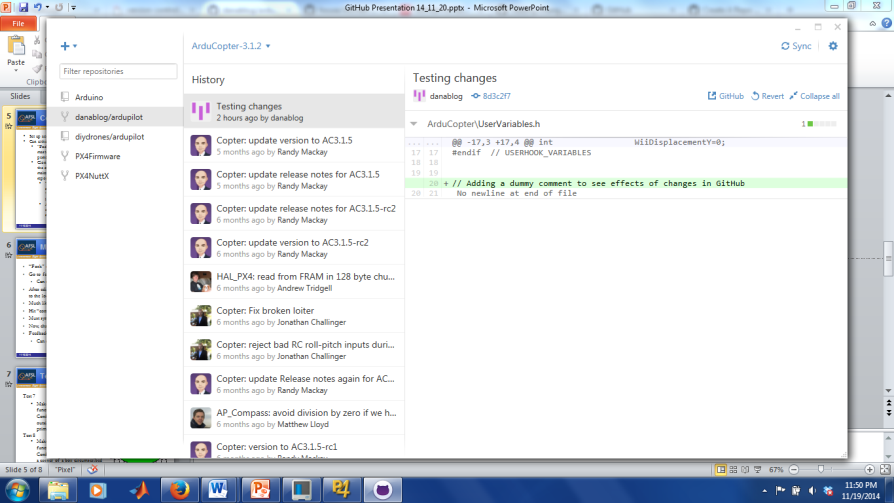 GitHub Presentation 14_11_20.pptx - Microsoft PowerPoint
File
Paste
Slides
ArduCopter-3.1.2
Sync
Filter repositories
Arduino
danablog/ardupilot
diydrones/ardupilot
PX4Firmware
PX4NuttX
History
Testing changes
2 hours ago by danablog
Copter: update version to AC3.1.5
5 months ago by Randy Mackay
Copter: update release notes for AC3.1.5
5 months ago by Randy Mackay
Copter: update release notes for AC3.1.5-rc2
6 months ago by Randy Mackay
Copter: update version to AC3.1.5-rc2
6 months ago by Randy Mackay
HAL_PX4: read from FRAM in 128 byte chu...
6 months ago by Andrew Tridgell
Copter: Fix broken loiter
6 months ago by Jonathan Challinger
Copter: reject bad RC roll-pitch inputs duri...
6 months ago by Jonathan Challinger
Copter: update Release notes again for AC...
6 months ago by Randy Mackay
AP_Compass: avoid division by zero if we h...
6 months ago by Matthew Lloyd
Copter: version to AC3.1.5-rc1
6 months ago by Randy Mackay
Testing changes
danablog 8d3c2f7
GitHub Revert Collapse all
ArduCopter\UserVariables.h 1
... ... @@ -17,3 +17,4 @@ int WiiDisplacementY=0;
17 17 #endif // USERHOOK_VARIABLES
18 18
19 19
20 + // Adding a dummy comment to see effects of changes in GitHub
20 21 No newline at end of file
5
6
7
Slide 5 of 8 "Pixel" 67%
11:50 PM
11/19/2014